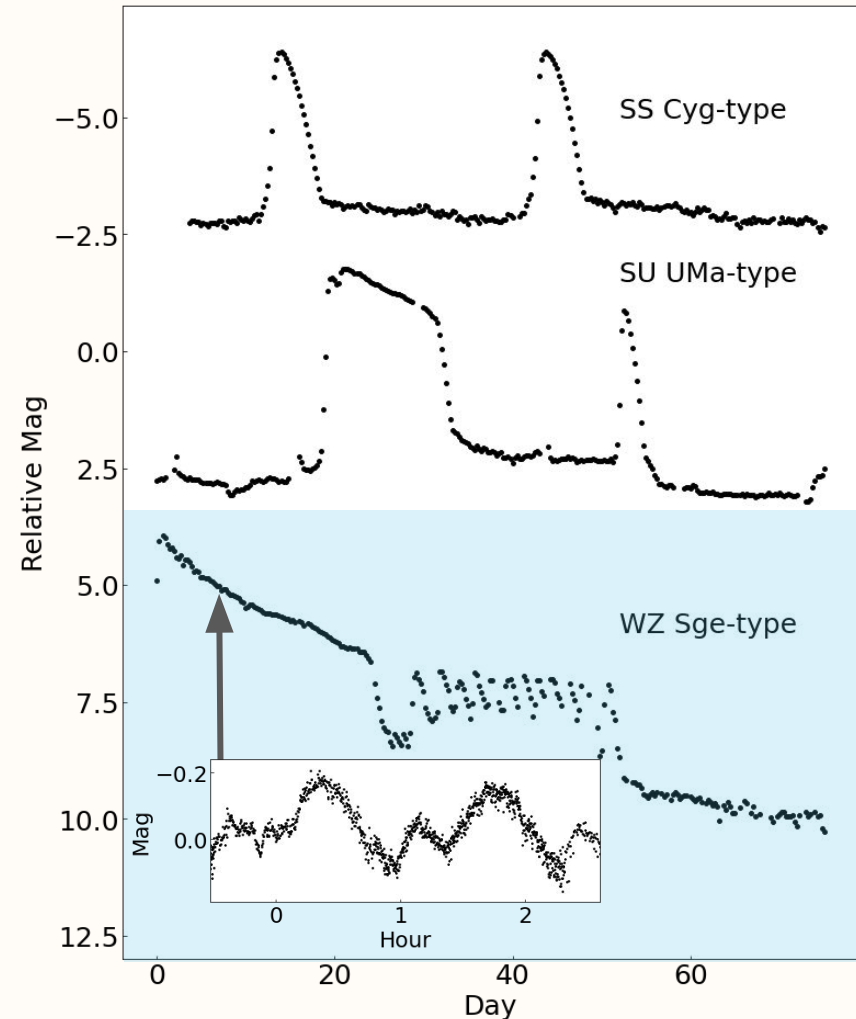 −5.0
SS Cyg-type
−2.5
SU UMa-type
0.0
Relative Mag
2.5
5.0
WZ Sge-type
7.5
−0.2
Mag
0.0
10.0
0 1 2
Hour
12.5
0 20 40 60
Day